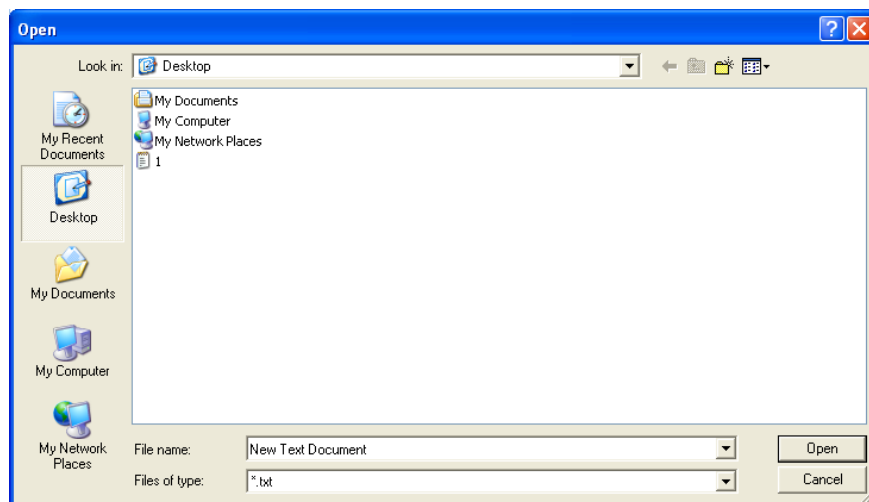 Open
Look in:
Desktop
My Documents
My Computer
My Network Places
1
My Recent
Documents
Desktop
My Documents
My Computer
My Network
Places
File name:
New Text Document
Open
Files of type:
*.txt
Cancel